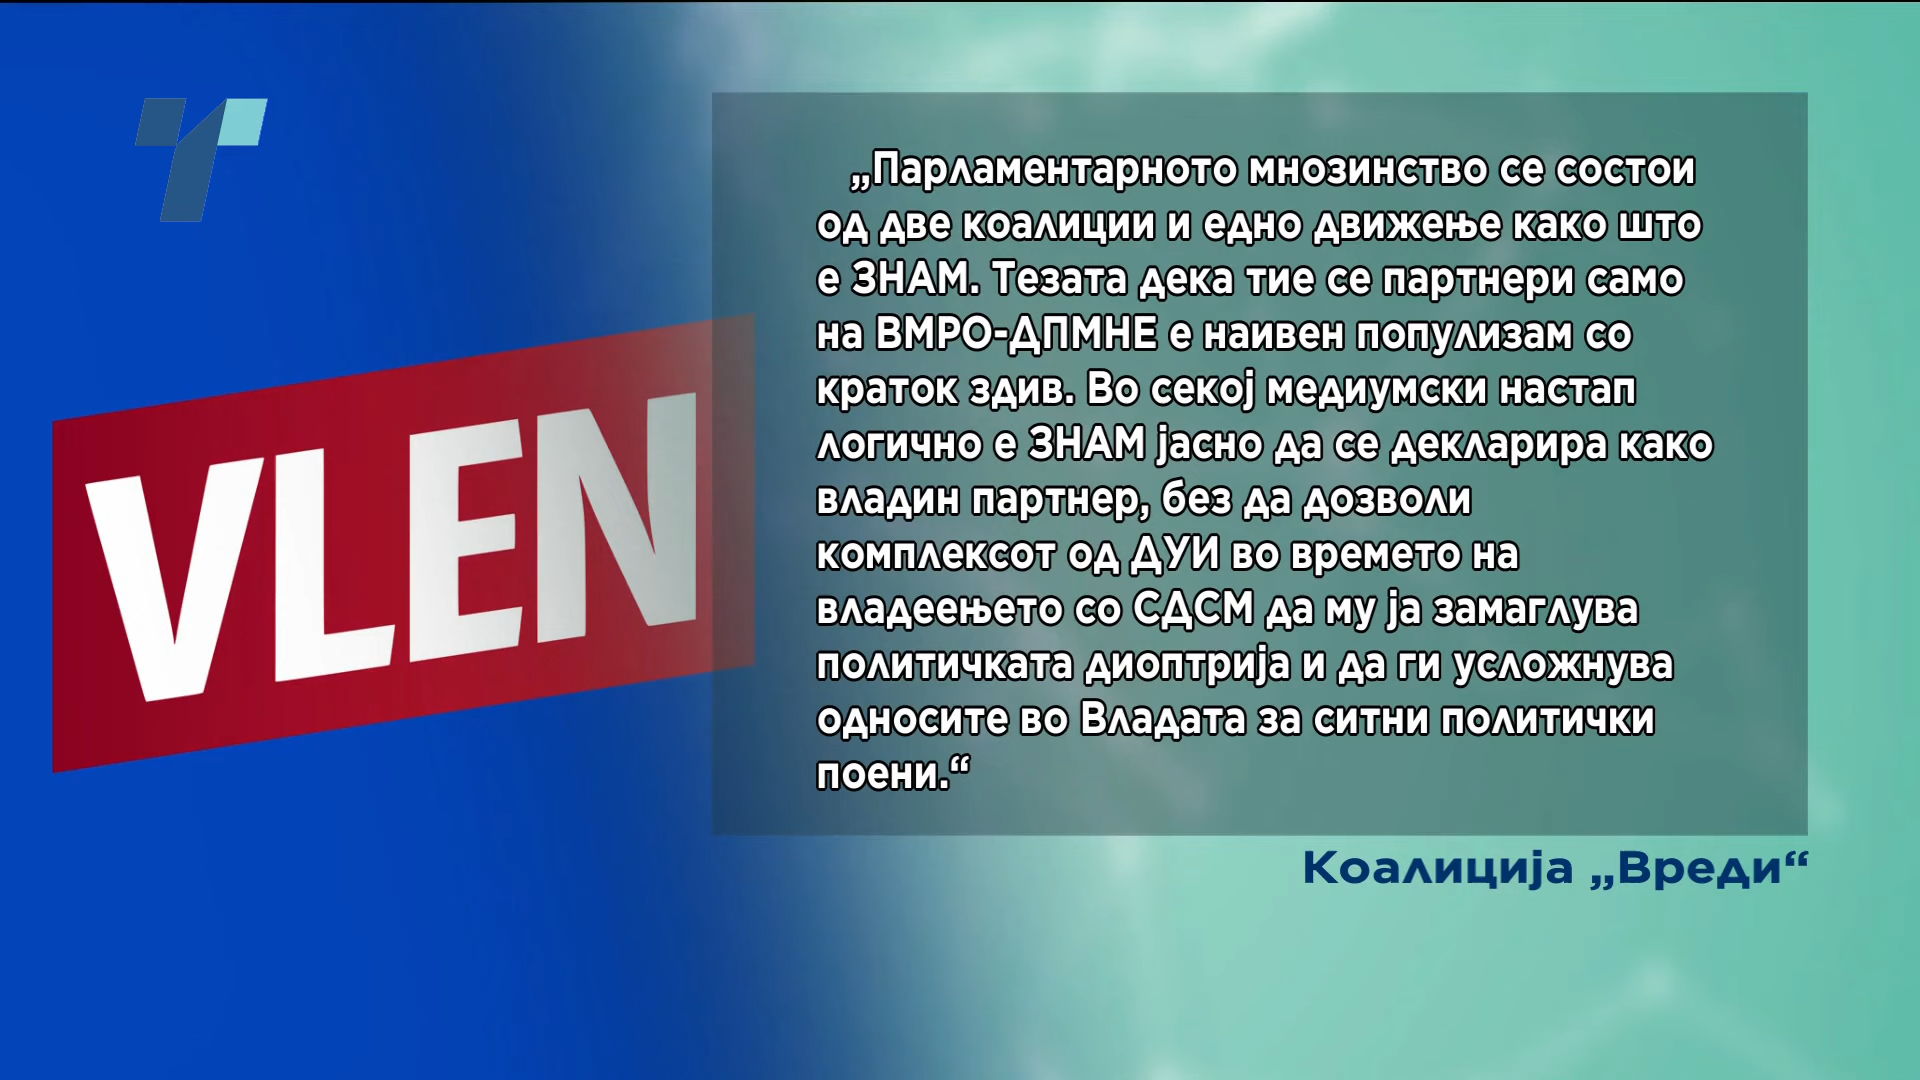 VLEN
„Парламентарното мнозинство се состои
од две коалиции и едно движење како што
е ЗНАМ. Тезата дека тие се партнери само
на ВМРО-ДПМНЕ е наивен популизам со
краток здив. Во секој медиумски настап
логично е ЗНАМ јасно да се декларира како
владин партнер, без да дозволи
комплексот од ДУИ во времето на
владеењето со СДСМ да му ја замаглува
политичката диоптрија и да ги усложнува
односите во Владата за ситни политички
поени.“
Коалиција „Вреди“